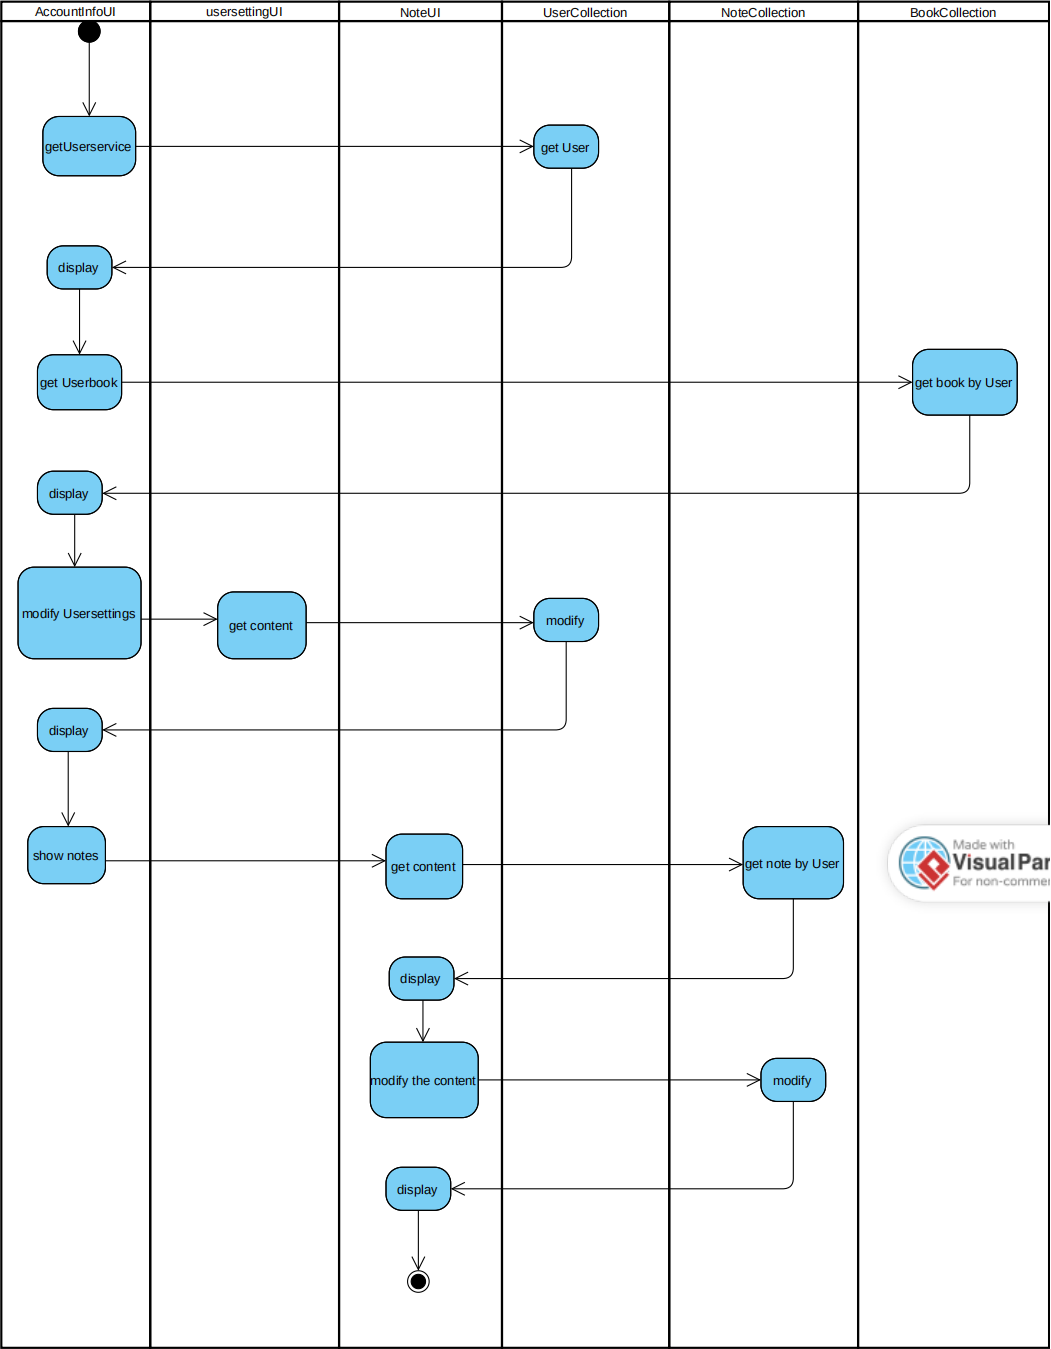 AccountInfoUI
usersettingUI
NoteUI
UserCollection
NoteCollection
BookCollection
getUserservice
get User
display
get Userbook
get book by User
display
modify Usersettings
get content
modify
display
show notes
get content
get note by User
Made with
Visual Par
For non-commer
display
modify the content
modify
display